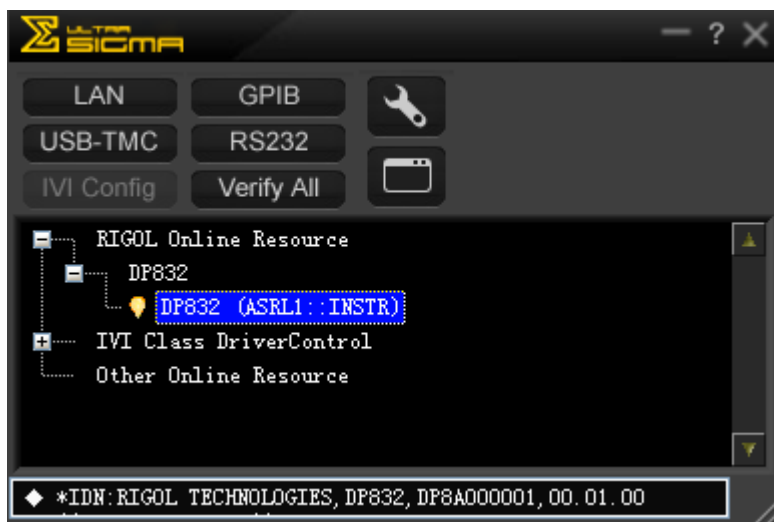 ULTRA
SIGMA
?
LAN GPIB
USB-TMC RS232
IVI Config Verify All
RIGOL Online Resource
DP832
DP832 (ASRL1::INSTR)
IVI Class DriverControl
Other Online Resource
*IDN:RIGOL TECHNOLOGIES,DP832,DP8A000001,00.01.00